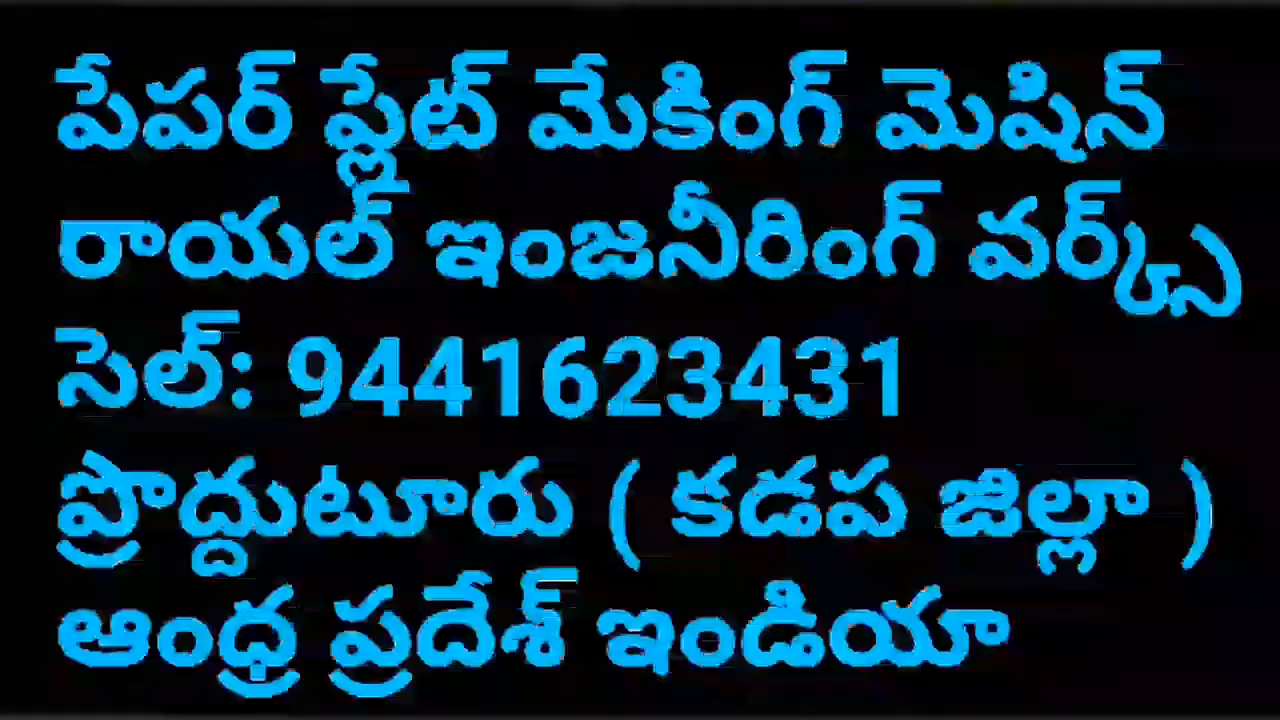 పేపర్ ప్లేట్ మేకింగ్ మెషిన్
రాయల్ ఇంజనీరింగ్ వర్క్స్
సెల్: 9441623431
ప్రొద్దుటూరు ( కడప జిల్లా )
ఆంధ్ర ప్రదేశ్ ఇండియా